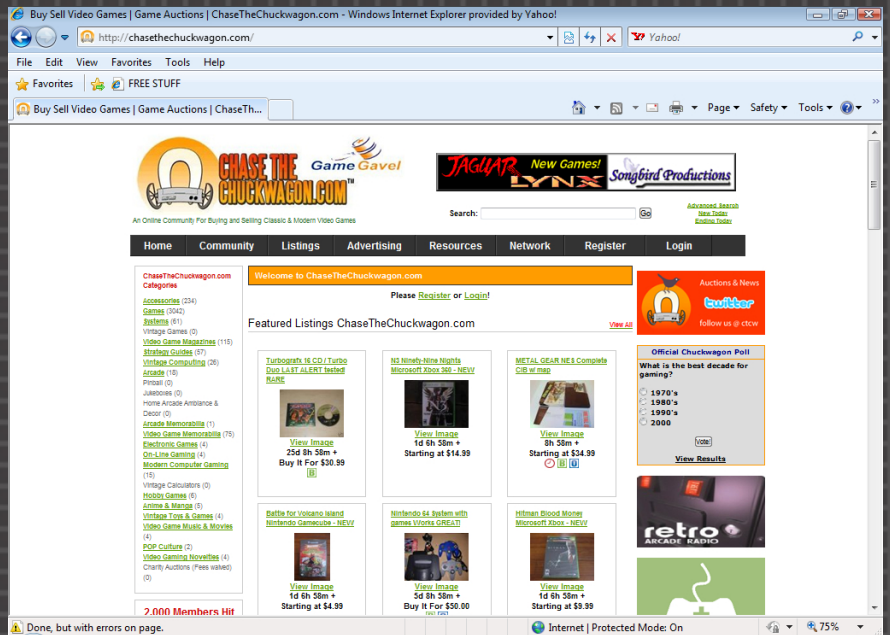 Buy Sell Video Games | Game Auctions | ChaseTheChuckwagon.com - Windows Internet Explorer provided by Yahoo!
http://chasethechuckwagon.com/
Yahoo!
File Edit View Favorites Tools Help
Favorites FREE STUFF
Buy Sell Video Games | Game Auctions | ChaseTh...
Page Safety Tools
CHASE THE
CHUCKWAGON.COM™
GameGavel
An Online Community For Buying and Selling Classic & Modern Video Games
JAGUAR New Games!
LYNX
Songbird Productions
Search: Go
Advanced Search
New Today
Ending Today
Home Community Listings Advertising Resources Network Register Login
ChaseTheChuckwagon.com
Categories
Accessories (234)
Games (3042)
Systems (61)
Vintage Games (0)
Video Game Magazines (115)
Strategy Guides (57)
Vintage Computing (26)
Arcade (18)
Pinball (0)
Jukeboxes (0)
Home Arcade Ambiance &
Decor (0)
Arcade Memorabilia (1)
Video Game Memorabilia (75)
Electronic Games (4)
On-Line Gaming (4)
Modern Computer Gaming
(15)
Vintage Calculators (0)
Hobby Games (6)
Anime & Manga (5)
Vintage Toys & Games (4)
Video Game Music & Movies
(4)
POP Culture (2)
Video Gaming Novelties (4)
Charity Auctions (Fees waived)
(0)
2,000 Members Hit
Welcome to ChaseTheChuckwagon.com
Please Register or Login!
Featured Listings ChaseTheChuckwagon.com
View All
Turbografx 16 CD / Turbo
Duo LAST ALERT tested!
RARE
View Image
25d 8h 58m +
Buy It For $30.99
B
N3 Ninety-Nine Nights
Microsoft Xbox 360 - NEW
View Image
1d 6h 58m +
Starting at $14.99
METAL GEAR NES Complete
CIB w/ map
View Image
8h 58m +
Starting at $34.99
B
Battle for Volcano Island
Nintendo Gamecube - NEW
View Image
1d 6h 58m +
Starting at $4.99
Nintendo 64 System with
games Works GREAT!
View Image
5d 8h 58m +
Buy It For $50.00
Hitman Blood Money
Microsoft Xbox - NEW
View Image
1d 6h 58m +
Starting at $9.99
Auctions & News
twitter
follow us @ ctcw
Official Chuckwagon Poll
What is the best decade for
gaming?
1970's
1980's
1990's
2000
Vote!
View Results
retro
ARCADE RADIO
Done, but with errors on page.
Internet | Protected Mode: On
75%